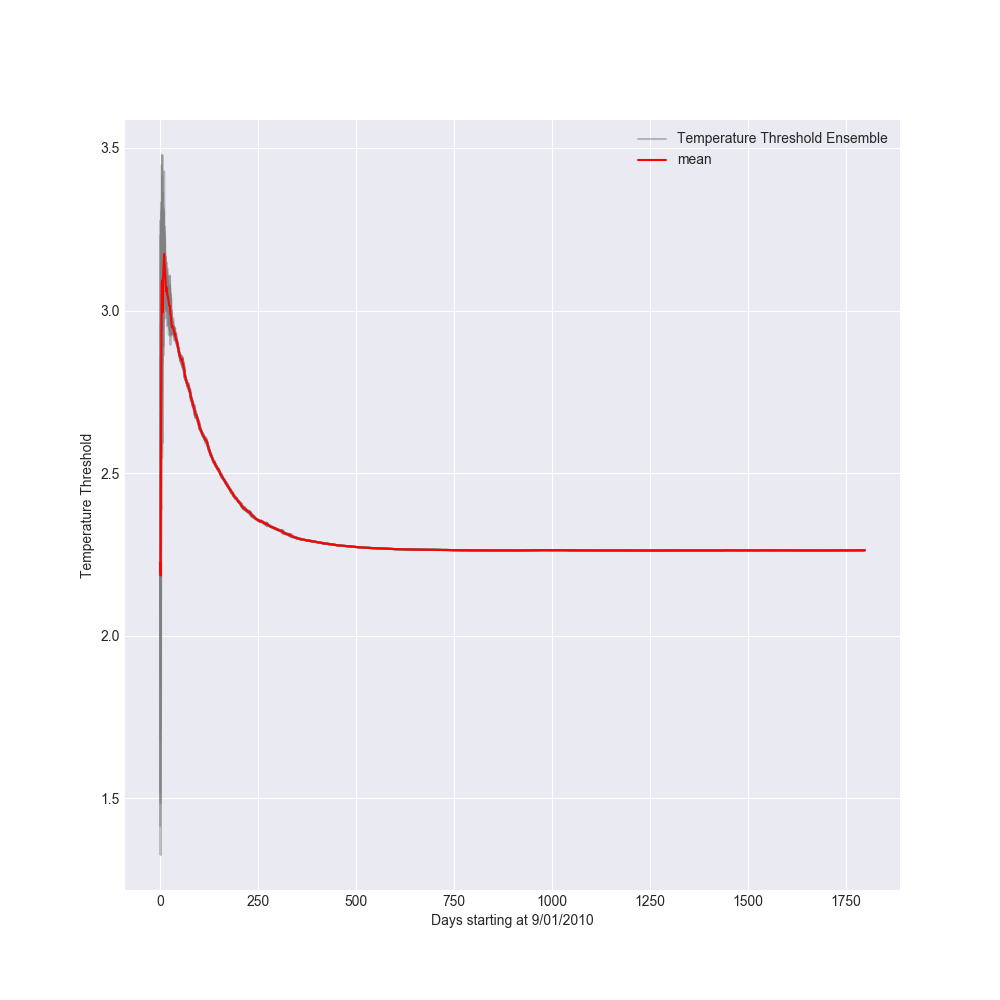 Temperature Threshold Ensemble
mean
3.5
3.0
2.5
2.0
1.5
Temperature Threshold
0 250 500 750 1000 1250 1500 1750
Days starting at 9/01/2010